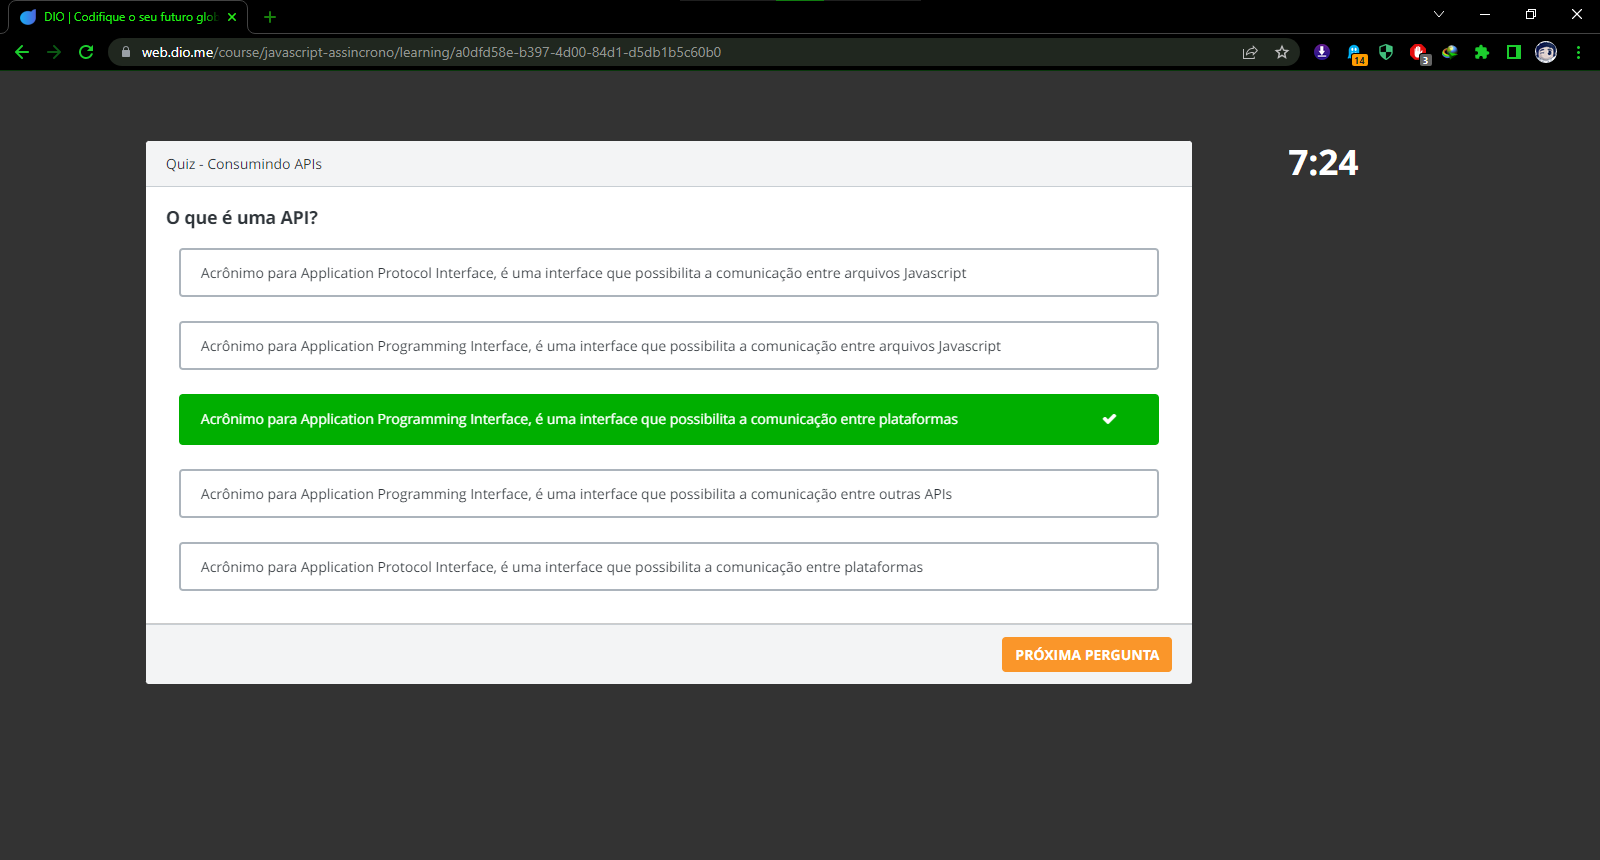 DIO | Codifique o seu futuro glob
web.dio.me/course/javascript-assincrono/learning/a0dfd58e-b397-4d00-84d1-d5db1b5c60b0
14
3
Quiz - Consumindo APIs
7:24
O que é uma API?
Acrônimo para Application Protocol Interface, é uma interface que possibilita a comunicação entre arquivos Javascript
Acrônimo para Application Programming Interface, é uma interface que possibilita a comunicação entre arquivos Javascript
Acrônimo para Application Programming Interface, é uma interface que possibilita a comunicação entre plataformas
Acrônimo para Application Programming Interface, é uma interface que possibilita a comunicação entre outras APIs
Acrônimo para Application Protocol Interface, é uma interface que possibilita a comunicação entre plataformas
PRÓXIMA PERGUNTA